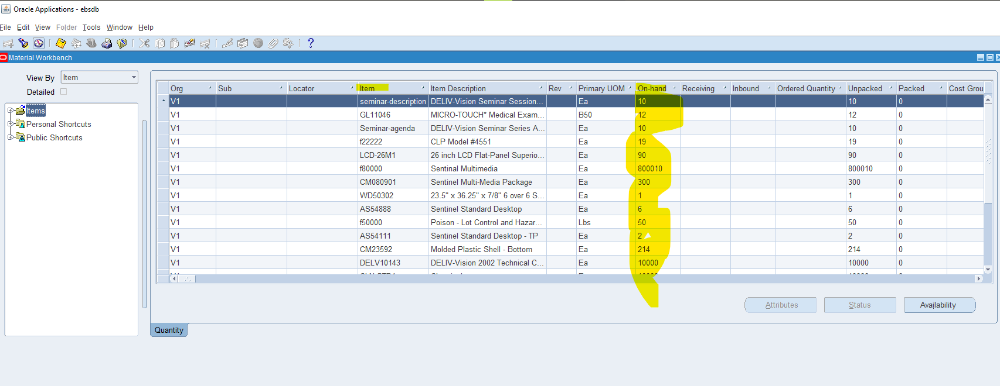 Oracle Applications - ebsdb
File Edit View Folder Tools Window Help
Material Workbench
View By Item
Detailed
Items
Personal Shortcuts
Public Shortcuts
Org Sub Locator Item Item Description Rev Primary UOM On-hand Receiving Inbound Ordered Quantity Unpacked Packed Cost Grou
V1 seminar-description DELIV-Vision Seminar Session... Ea 10 10 0
V1 GL11046 MICRO-TOUCH* Medical Exam... B50 12 12 0
V1 Seminar-agenda DELIV-Vision Seminar Series A... Ea 10 10 0
V1 f22222 CLP Model #4551 Ea 19 19 0
V1 LCD-26M1 26 inch LCD Flat-Panel Superio... Ea 90 90 0
V1 f80000 Sentinal Multimedia Ea 800010 800010 0
V1 CM080901 Sentinel Multi-Media Package Ea 300 300 0
V1 WD50302 23.5" x 36.25" x 7/8" 6 over 6 S... Ea 1 1 0
V1 AS54888 Sentinel Standard Desktop Ea 6 6 0
V1 f50000 Poison - Lot Control and Hazar... Lbs 50 50 0
V1 AS54111 Sentinel Standard Desktop - TP Ea 2 2 0
V1 CM23592 Molded Plastic Shell - Bottom Ea 214 214 0
V1 DELV10143 DELIV-Vision 2002 Technical C... Ea 10000 10000 0
Attributes Status Availability
Quantity